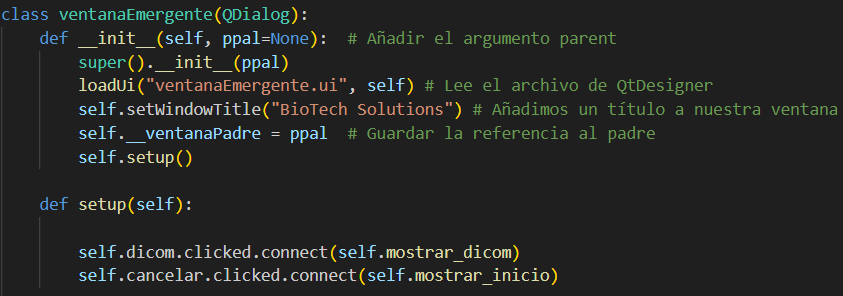 class ventanaEmergente(QDialog):
    def __init__(self, ppal=None):  # Añadir el argumento parent
        super().__init__(ppal)
        loadUi("ventanaEmergente.ui", self) # Lee el archivo de QtDesigner
        self.setWindowTitle("BioTech Solutions") # Añadimos un título a nuestra ventana
        self.__ventanaPadre = ppal  # Guardar la referencia al padre
        self.setup()
    def setup(self):
        self.dicom.clicked.connect(self.mostrar_dicom)
        self.cancelar.clicked.connect(self.mostrar_inicio)